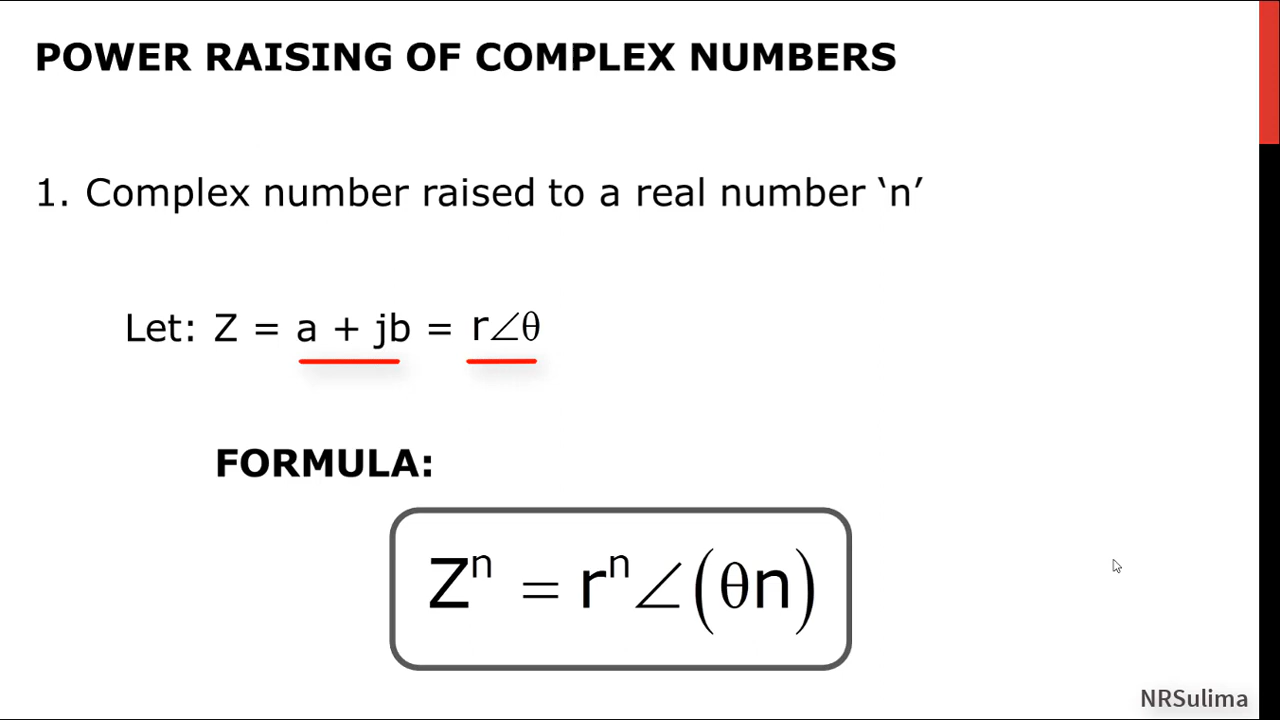 POWER RAISING OF COMPLEX NUMBERS
1. Complex number raised to a real number ‘n’
Let: Z = a + jb = r∠θ
FORMULA:
Zⁿ = rⁿ∠(θn)
NRSulima